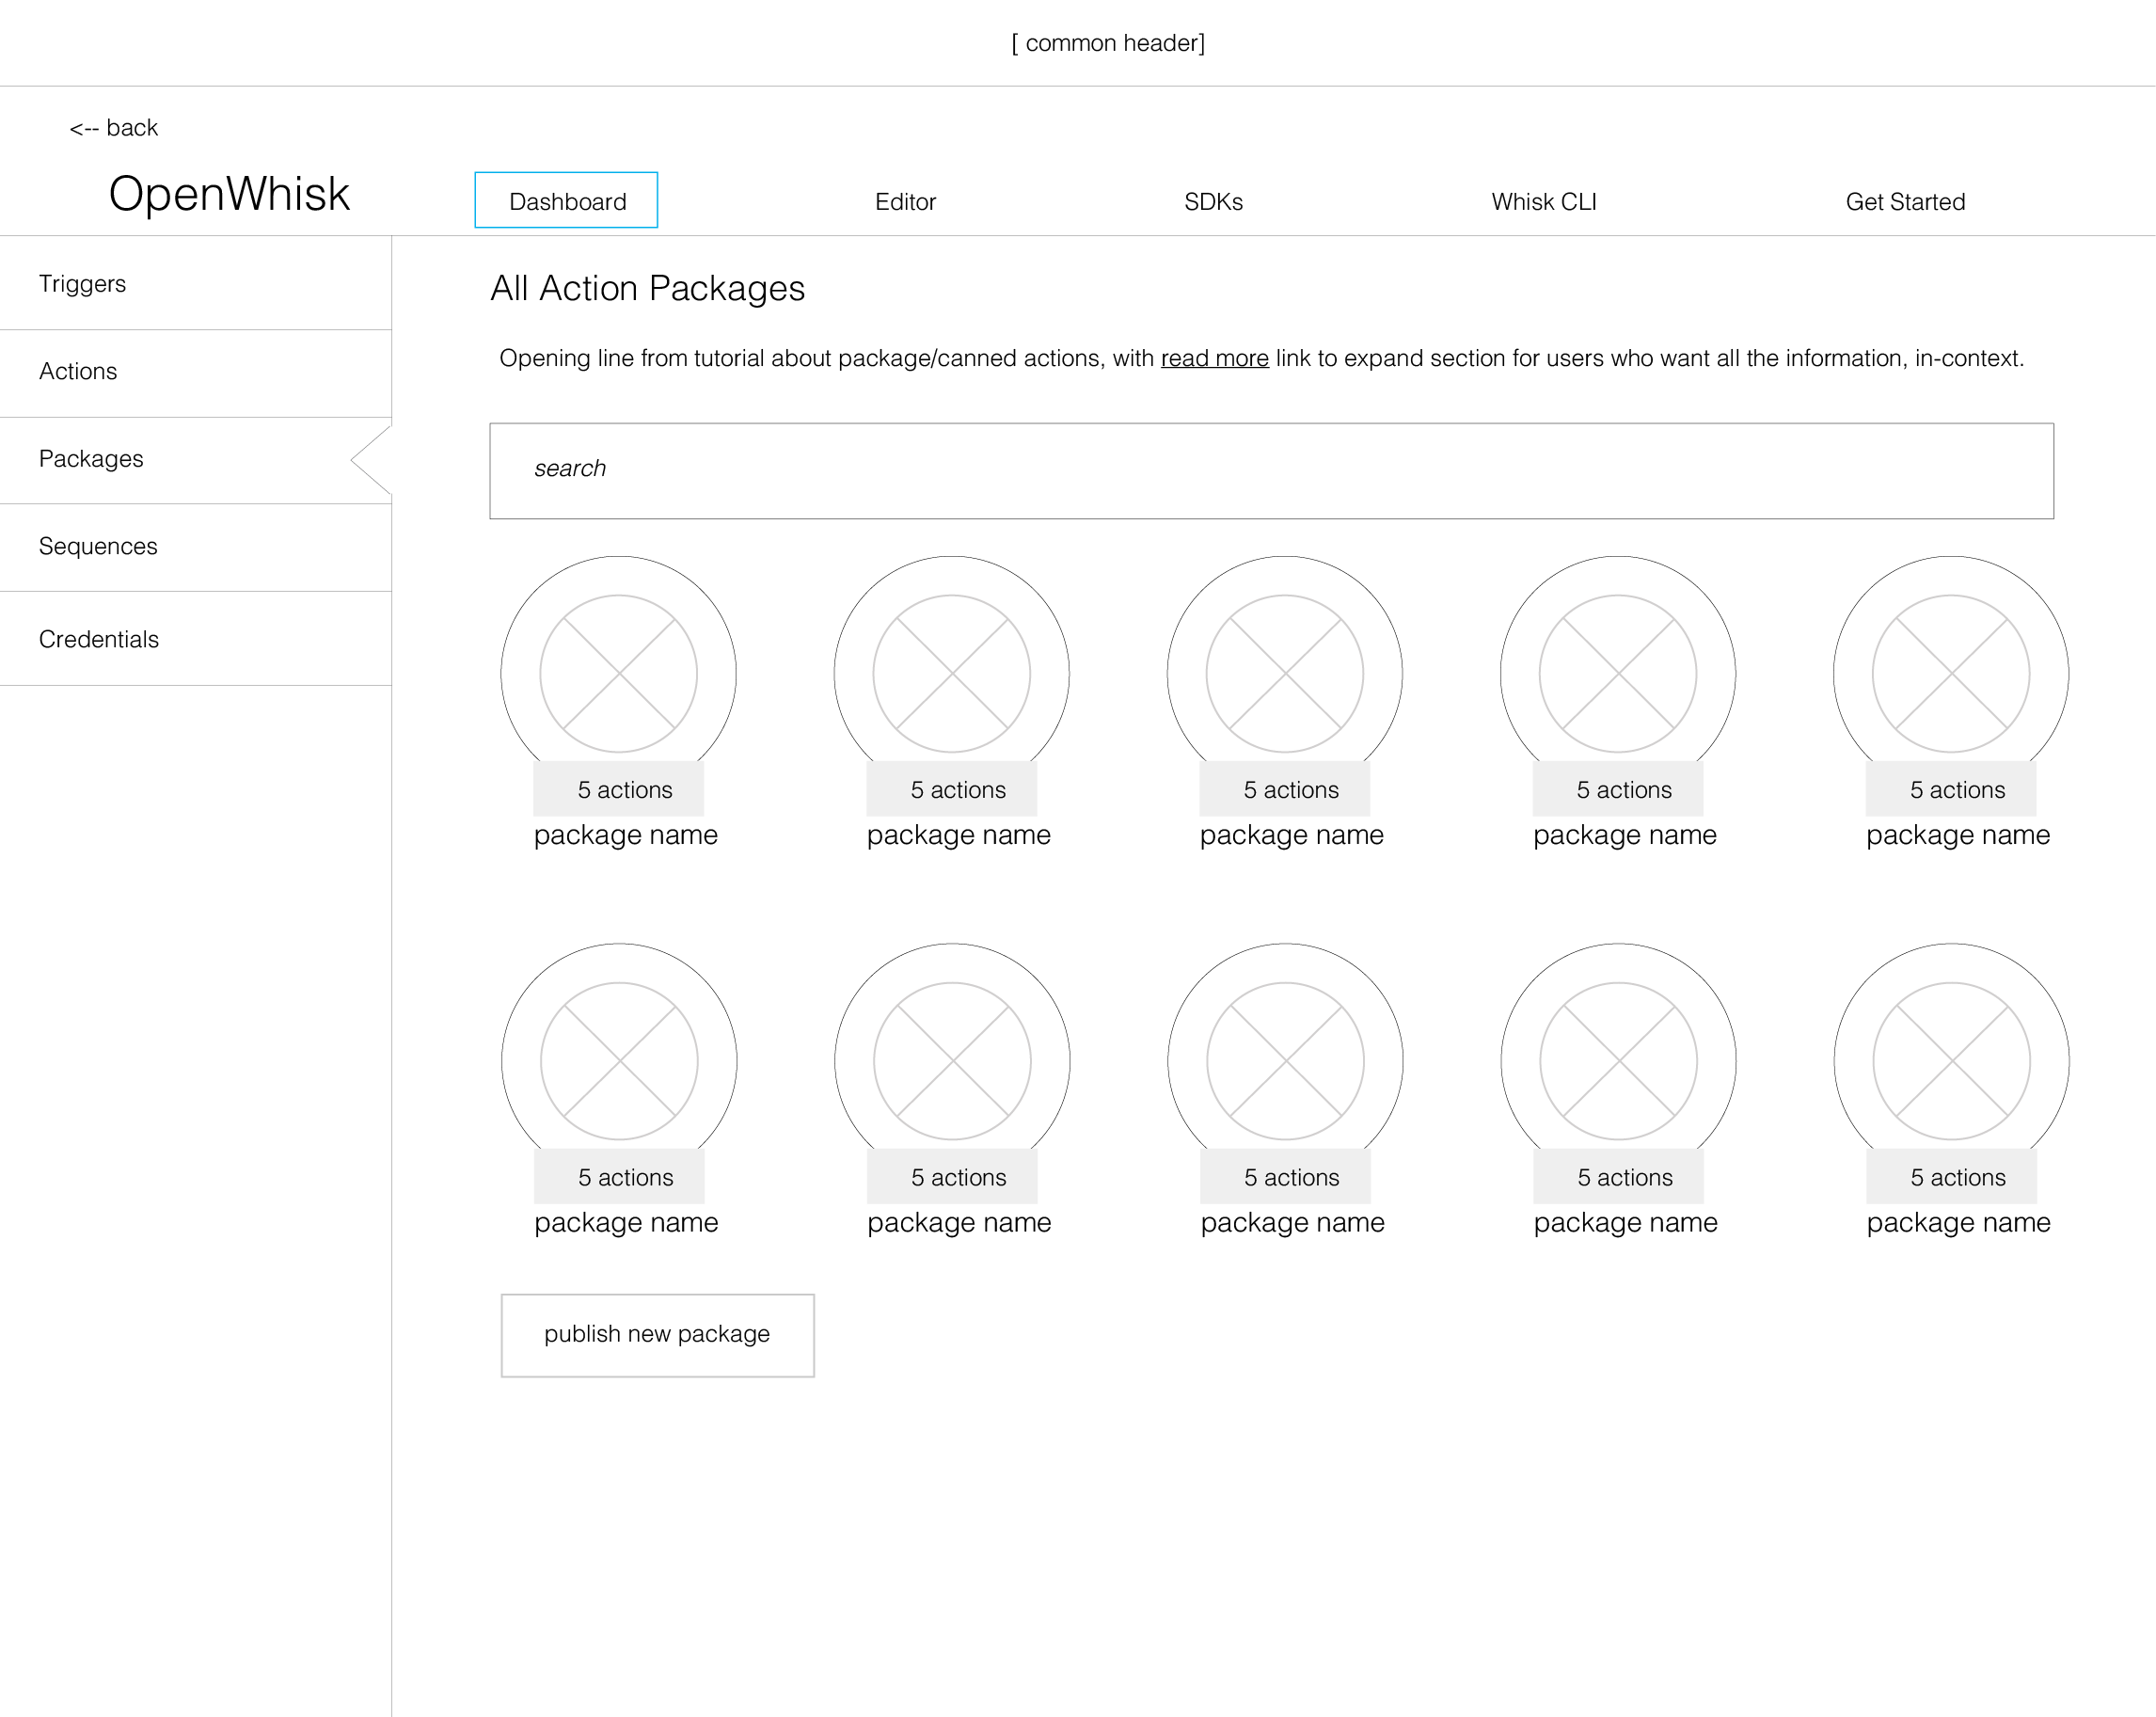 [ common header]
<-- back
OpenWhisk
Dashboard
Editor
SDKs
Whisk CLI
Get Started
Triggers
Actions
Packages
Sequences
Credentials
All Action Packages
Opening line from tutorial about package/canned actions, with read more link to expand section for users who want all the information, in-context.
search
5 actions
package name
5 actions
package name
5 actions
package name
5 actions
package name
5 actions
package name
5 actions
package name
5 actions
package name
5 actions
package name
5 actions
package name
5 actions
package name
publish new package